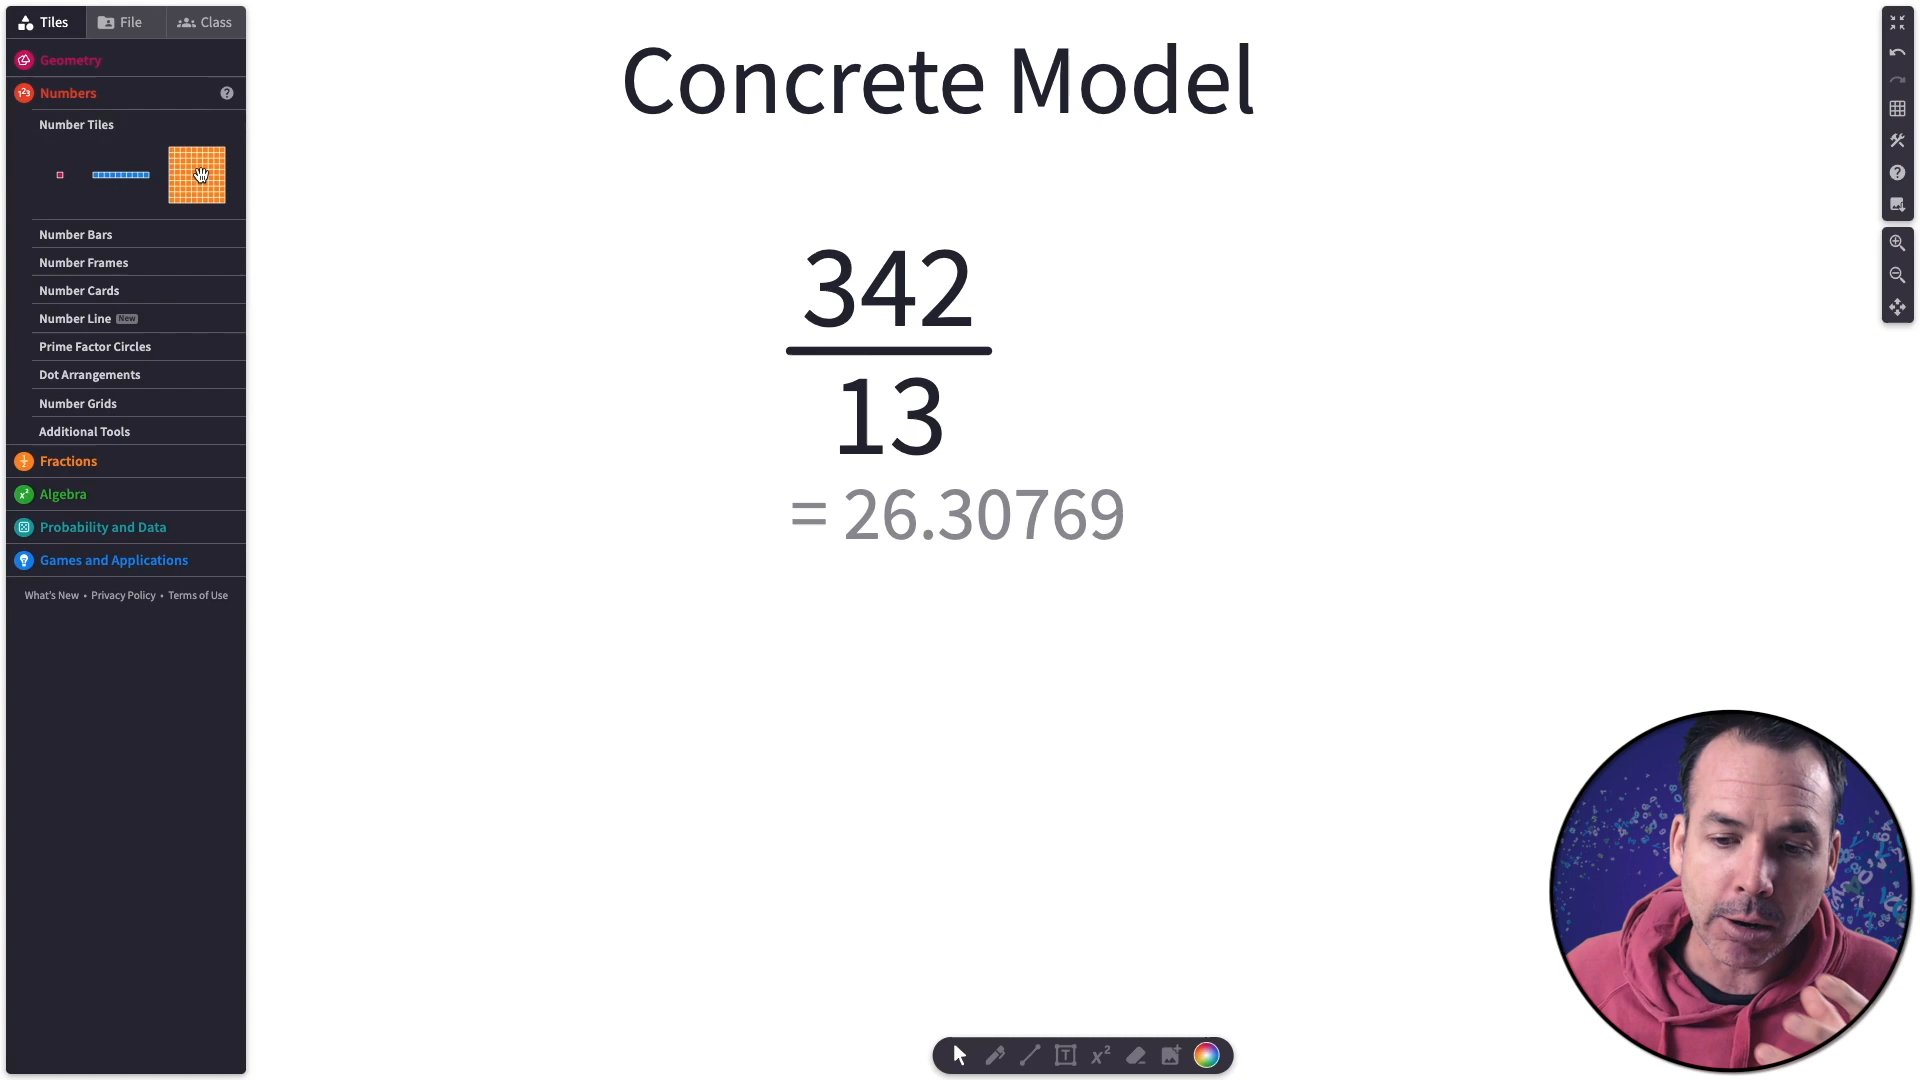 Tiles File Class
Geometry
Numbers
Number Tiles
Number Bars
Number Frames
Number Cards
Number Line New
Prime Factor Circles
Dot Arrangements
Number Grids
Additional Tools
Fractions
Algebra
Probability and Data
Games and Applications
What's New • Privacy Policy • Terms of Use
Concrete Model
342
13
= 26.30769